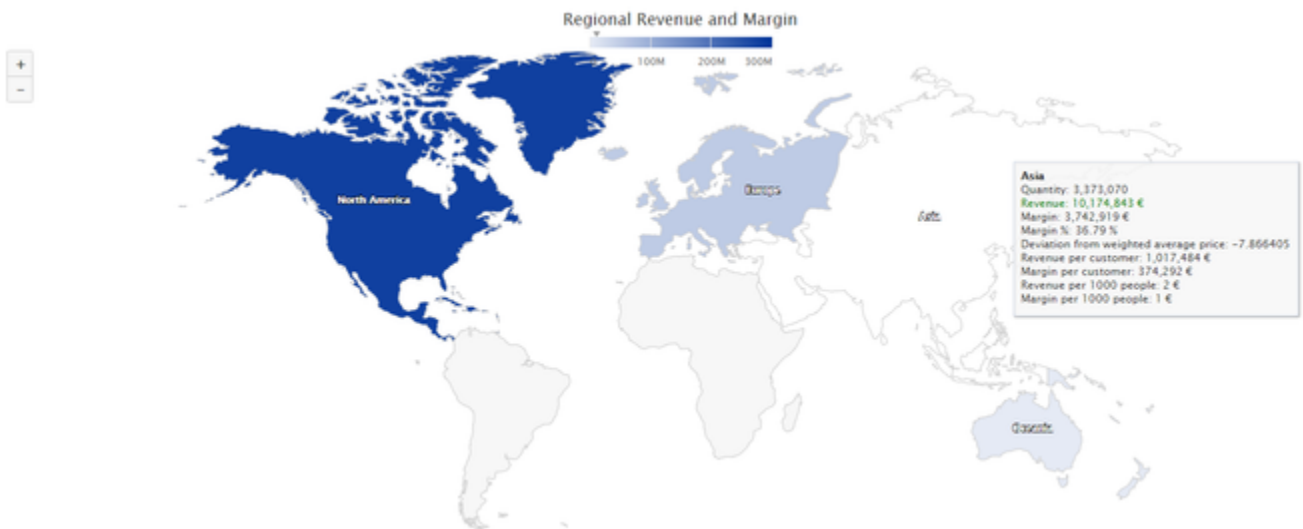 Regional Revenue and Margin
100M 200M 300M
+
−
North America
Europe
Asia
Asia
Quantity: 3,373,070
Revenue: 10,174,843 €
Margin: 3,742,919 €
Margin %: 36.79 %
Deviation from weighted average price: −7.866405
Revenue per customer: 1,017,484 €
Margin per customer: 374,292 €
Revenue per 1000 people: 2 €
Margin per 1000 people: 1 €
Oceania